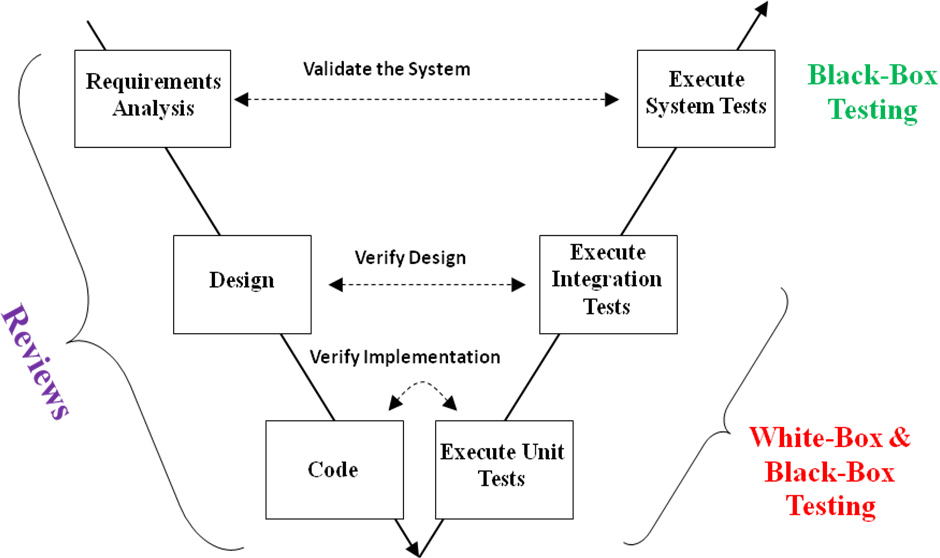 Requirements
Analysis
Validate the System
Execute
System Tests
Black-Box
Testing
Design
Verify Design
Execute
Integration
Tests
Reviews
Verify Implementation
Code
Execute Unit
Tests
White-Box &
Black-Box
Testing